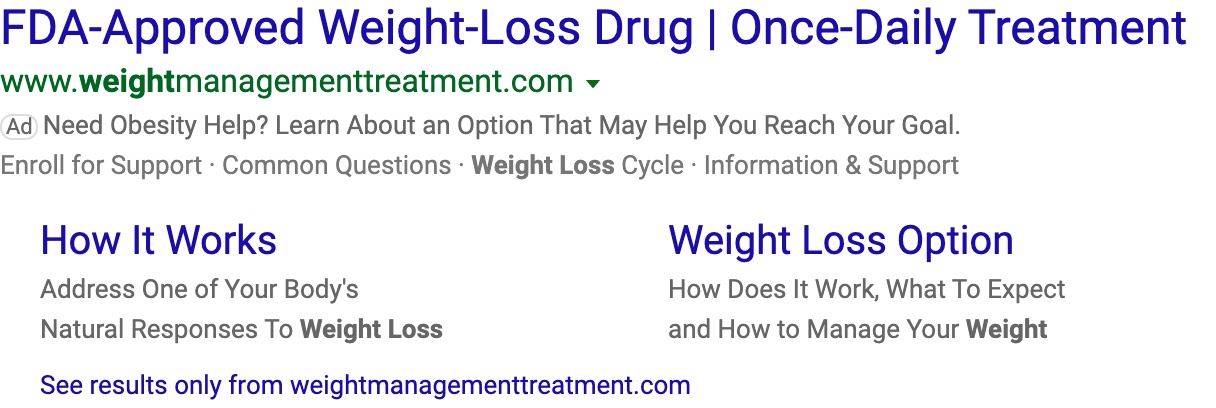 FDA-Approved Weight-Loss Drug | Once-Daily Treatment
www.weightmanagementtreatment.com
Ad Need Obesity Help? Learn About an Option That May Help You Reach Your Goal.
Enroll for Support · Common Questions · Weight Loss Cycle · Information & Support
How It Works
Address One of Your Body's
Natural Responses To Weight Loss
Weight Loss Option
How Does It Work, What To Expect
and How to Manage Your Weight
See results only from weightmanagementtreatment.com